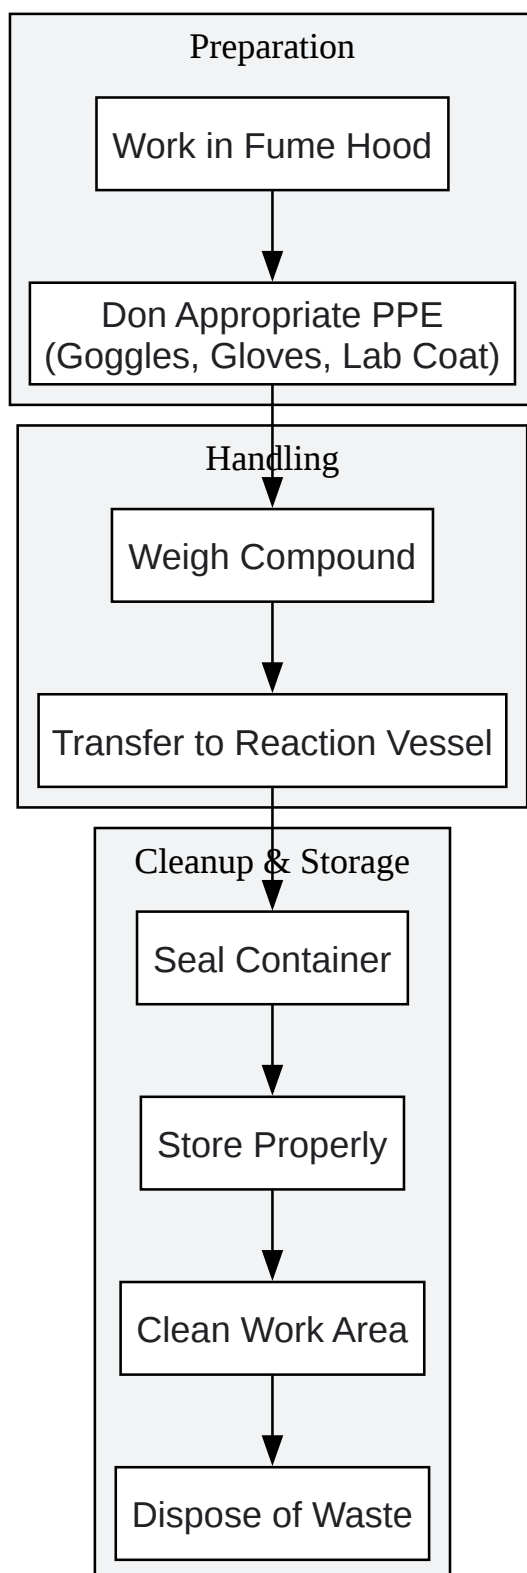 Preparation
Work in Fume Hood
Don Appropriate PPE
(Goggles, Gloves, Lab Coat)
Handling
Weigh Compound
Transfer to Reaction Vessel
Cleanup & Storage
Seal Container
Store Properly
Clean Work Area
Dispose of Waste